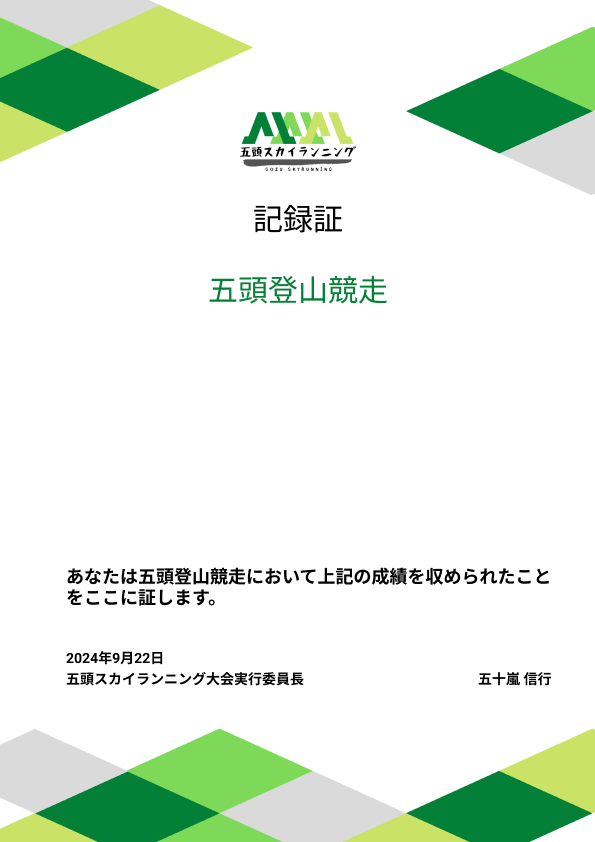 五頭スカイランニング
GOZU SKYRUNNING
記録証
五頭登山競走
あなたは五頭登山競走において上記の成績を収められたこと
をここに証します。
2024年9月22日
五頭スカイランニング大会実行委員長 五十嵐 信行